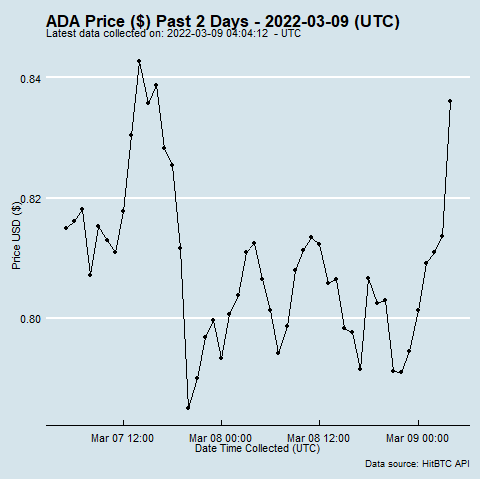 ADA Price ($) Past 2 Days - 2022-03-09 (UTC)
Latest data collected on: 2022-03-09 04:04:12 - UTC
0.84
0.82
0.80
Price USD ($)
Mar 07 12:00 Mar 08 00:00 Mar 08 12:00 Mar 09 00:00
Date Time Collected (UTC)
Data source: HitBTC API